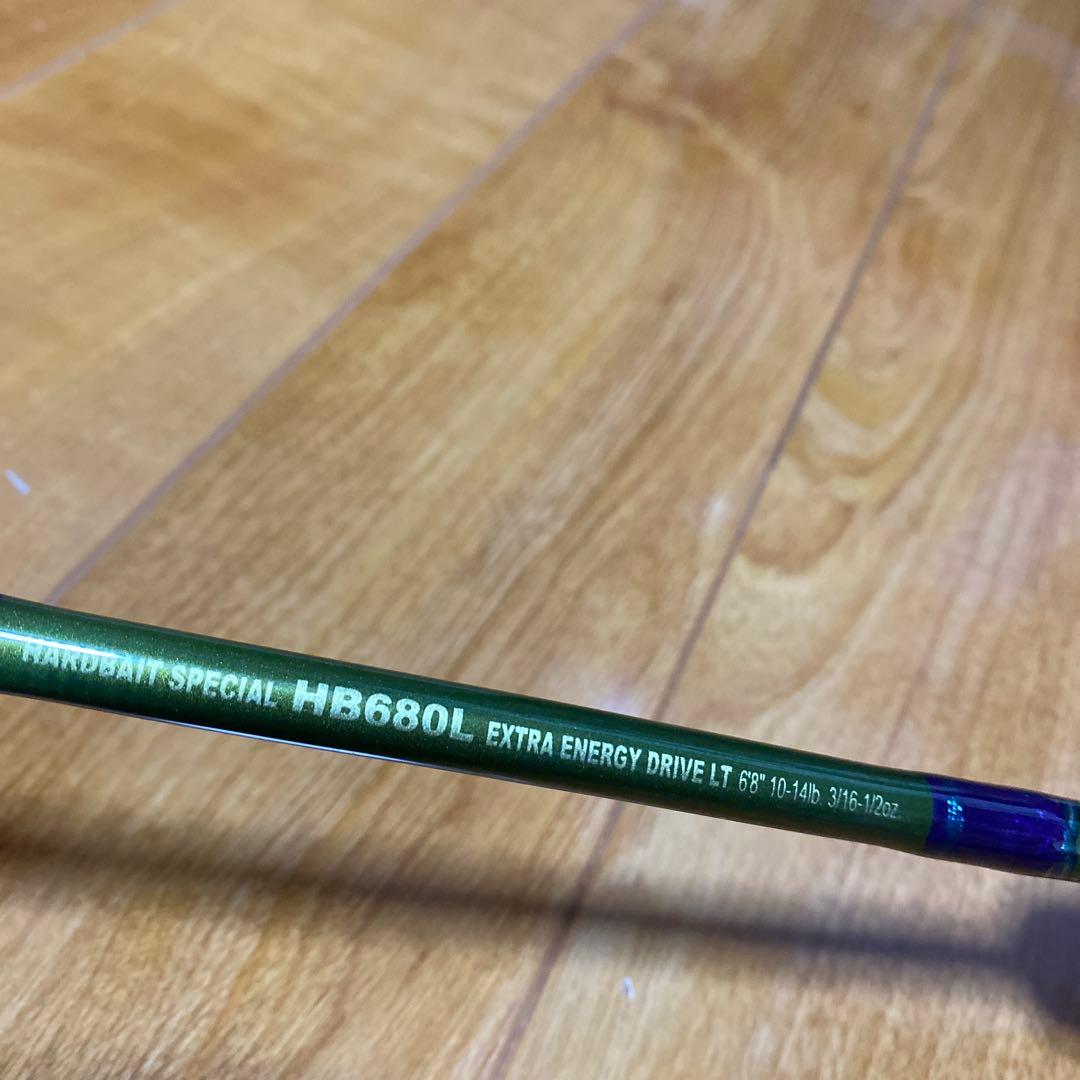 HARDBAIT SPECIAL HB680L EXTRA ENERGY DRIVE LT 6'8" 10-14lb. 3/16-1/2oz.